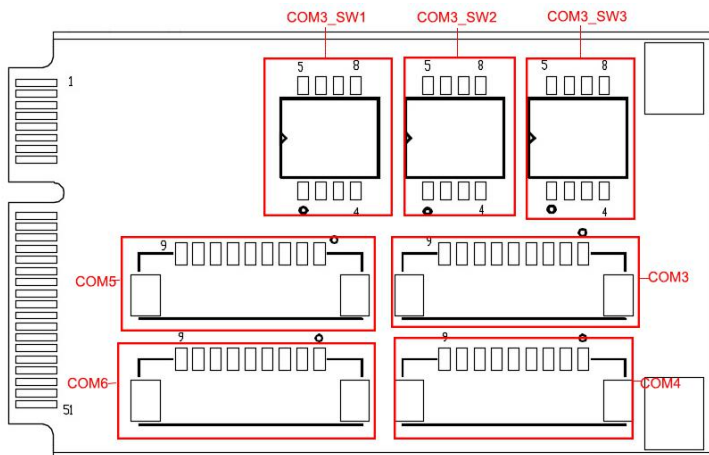 COM3_SW1 COM3_SW2 COM3_SW3
5 8 5 8 5 8
1
4 4 4
9 9
COM5 COM3
9 9
COM6 COM4
51